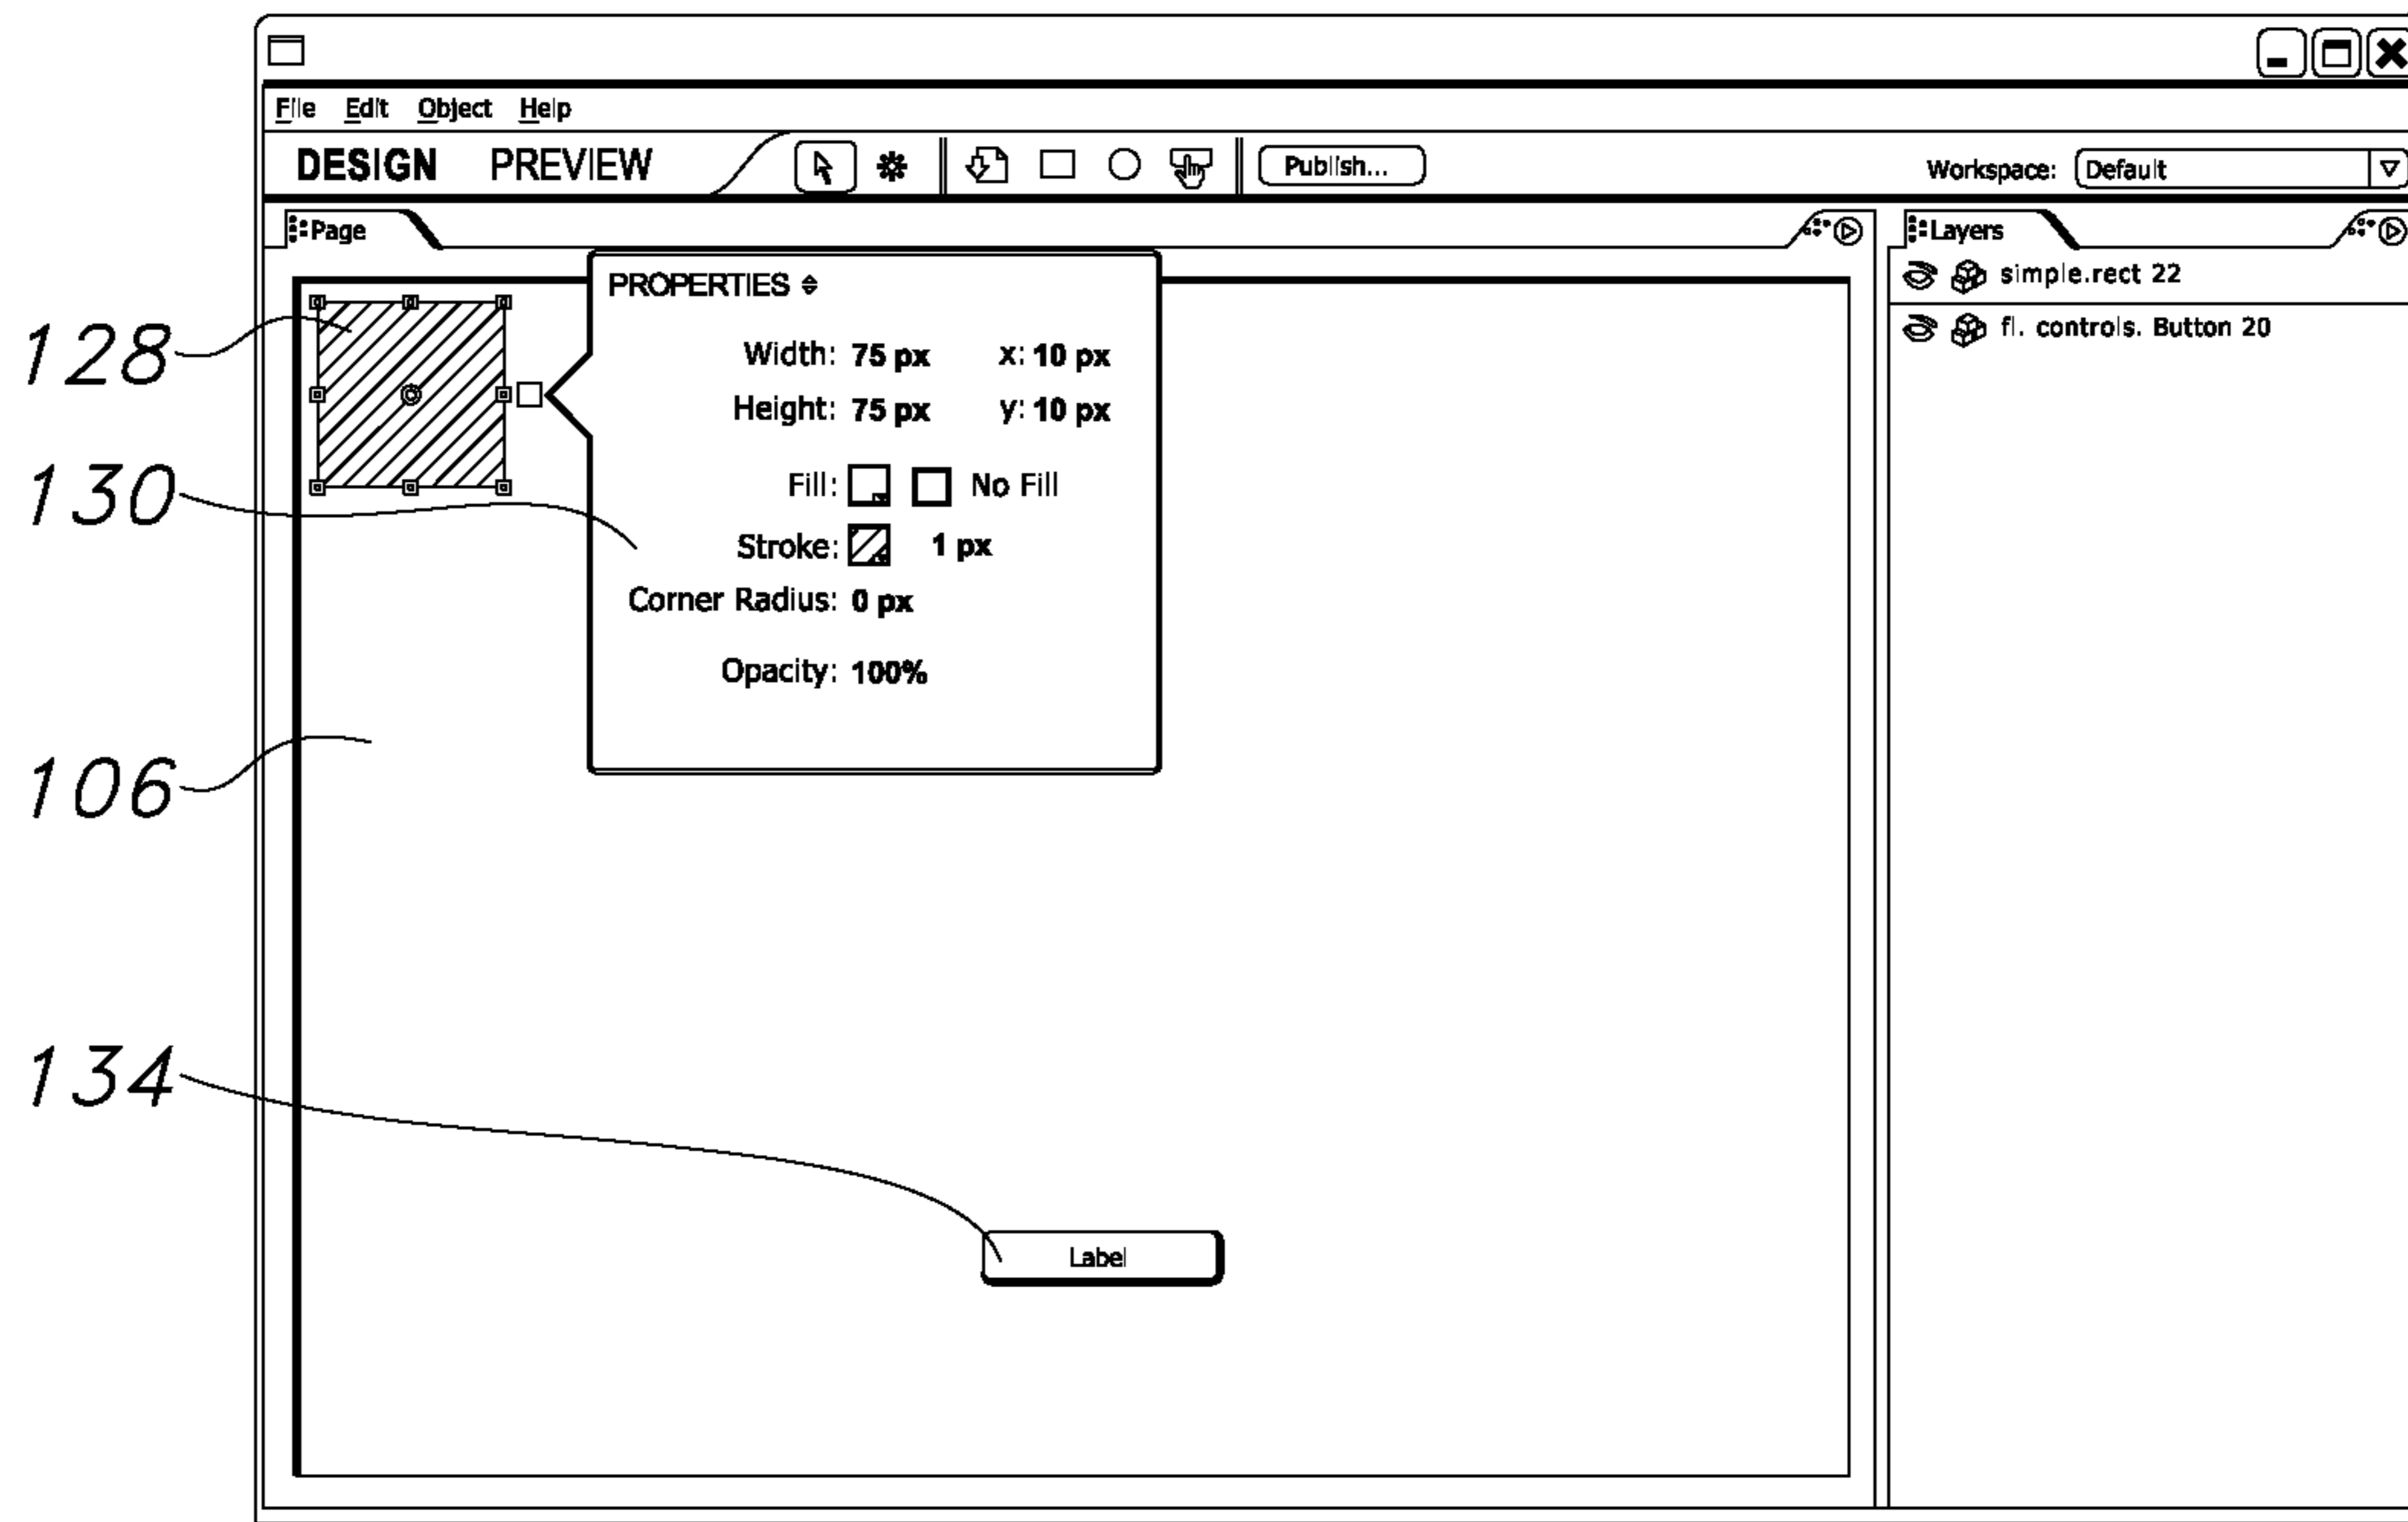 File Edit Object Help
DESIGN PREVIEW Publish... Workspace: Default
Page Layers
PROPERTIES simple.rect 22
fl. controls. Button 20
128
Width: 75 px x: 10 px
Height: 75 px y: 10 px
130
Fill: No Fill
Stroke: 1 px
Corner Radius: 0 px
Opacity: 100%
106
134
Label